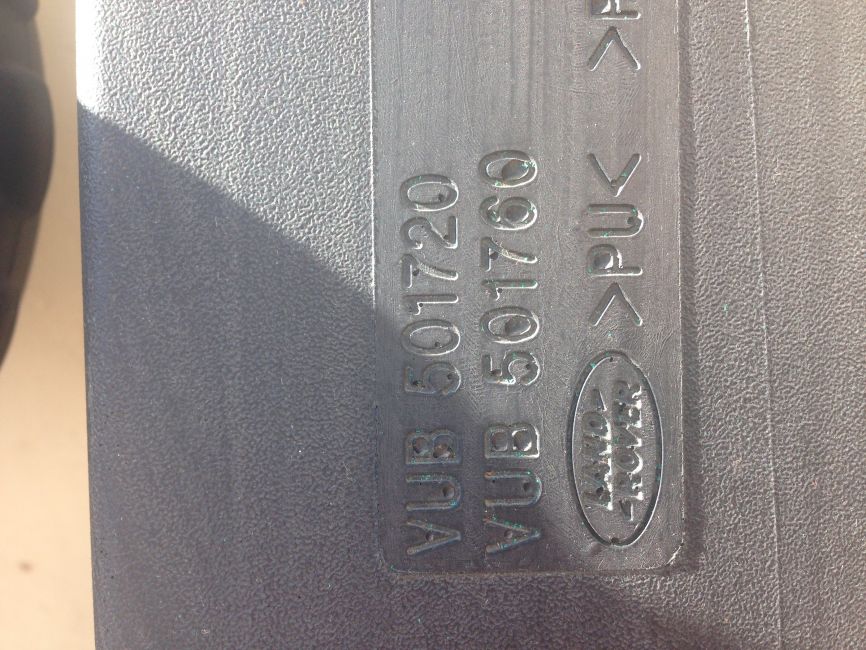 VUB 501720
VUB 501760
LAND-
ROVER
>PU<